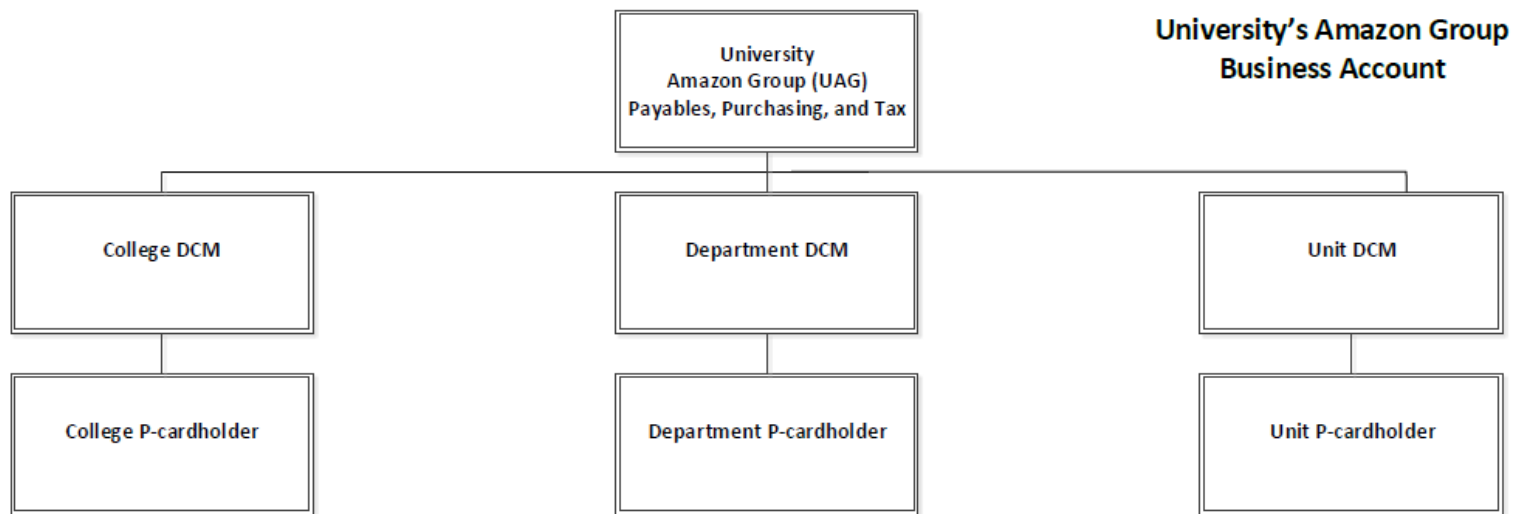 University's Amazon Group
Business Account
University
Amazon Group (UAG)
Payables, Purchasing, and Tax
College DCM
Department DCM
Unit DCM
College P-cardholder
Department P-cardholder
Unit P-cardholder